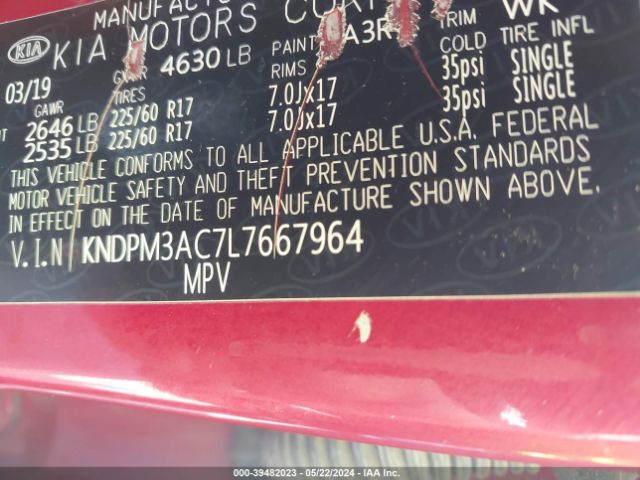 MANUFACTU
KIA KIA MOTORS CORP
03/19 GVWR 4630 LB PAINT A3R TRIM WK
GAWR TIRES RIMS COLD TIRE INFL
2646 LB 225/60 R17 7.0Jx17 35psi SINGLE
2535 LB 225/60 R17 7.0Jx17 35psi SINGLE
THIS VEHICLE CONFORMS TO ALL APPLICABLE U.S.A. FEDERAL
MOTOR VEHICLE SAFETY AND THEFT PREVENTION STANDARDS
IN EFFECT ON THE DATE OF MANUFACTURE SHOWN ABOVE.
V.I.N KNDPM3AC7L7667964
MPV
000-39482023 - 05/22/2024 - IAA Inc.